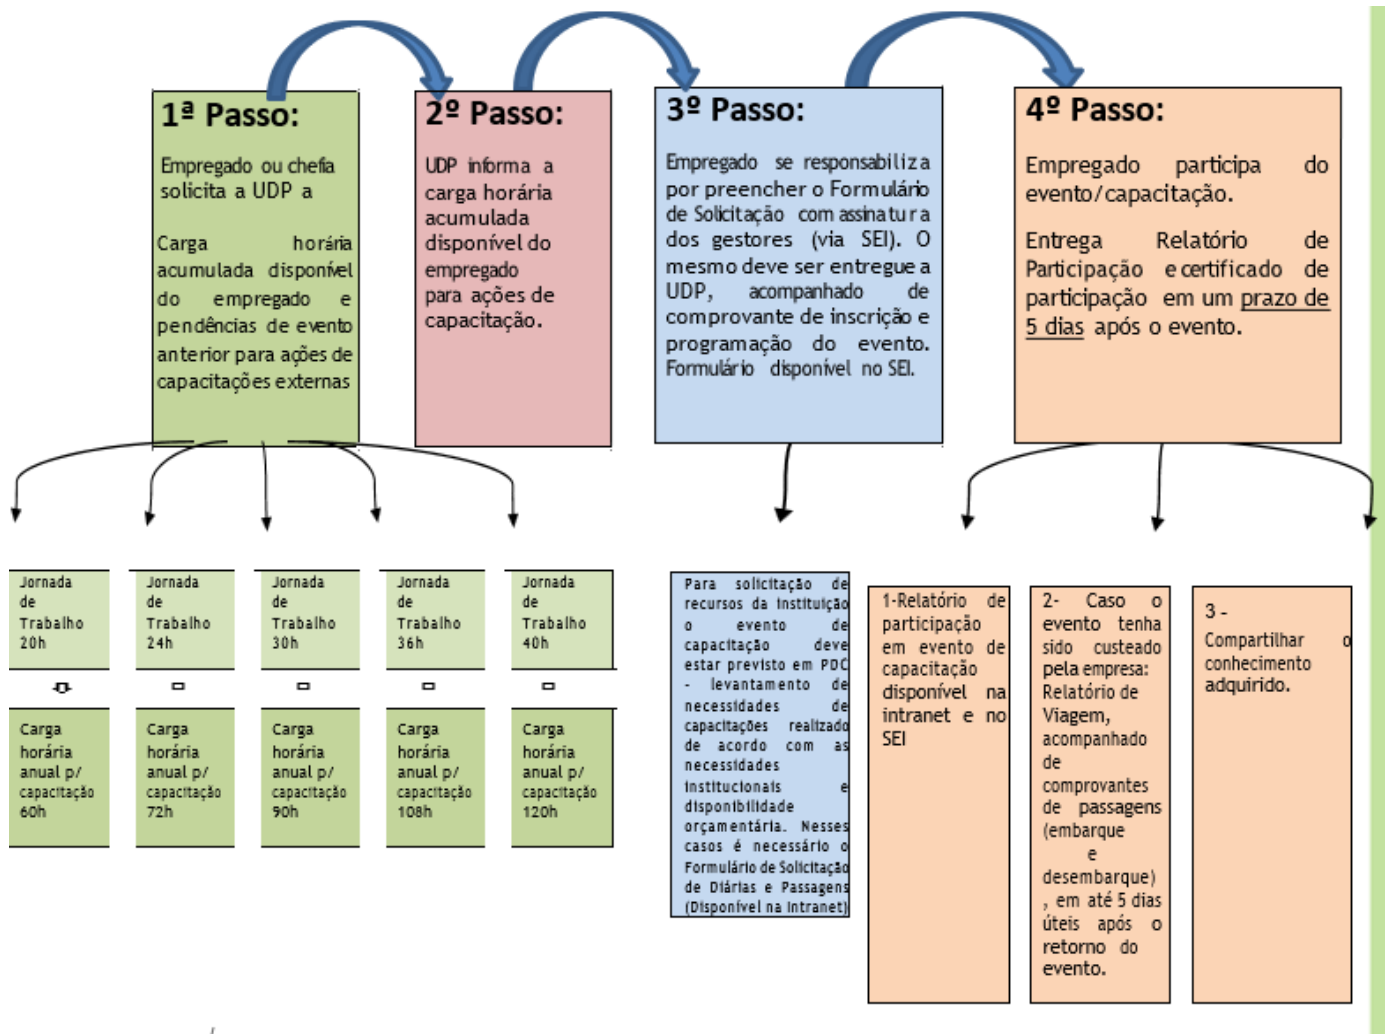 1ª Passo:
Empregado ou chefia
solicita a UDP a
Carga horária
acumulada disponível
do empregado e
pendências de evento
anterior para ações de
capacitações externas
2º Passo:
UDP informa a
carga horária
acumulada
disponível do
empregado
para ações de
capacitação.
3º Passo:
Empregado se responsabiliza
por preencher o Formulário
de Solicitação com assinatura
dos gestores (via SEI). O
mesmo deve ser entregue a
UDP, acompanhado de
comprovante de inscrição e
programação do evento.
Formulário disponível no SEI.
4º Passo:
Empregado participa do
evento/capacitação.
Entrega Relatório de
Participação e certificado de
participação em um prazo de
5 dias após o evento.
Jornada
de
Trabalho
20h
Jornada
de
Trabalho
24h
Jornada
de
Trabalho
30h
Jornada
de
Trabalho
36h
Jornada
de
Trabalho
40h
Carga
horária
anual p/
capacitação
60h
Carga
horária
anual p/
capacitação
72h
Carga
horária
anual p/
capacitação
90h
Carga
horária
anual p/
capacitação
108h
Carga
horária
anual p/
capacitação
120h
Para solicitação de
recursos da instituição
o evento de
capacitação deve
estar previsto em PDC
- levantamento de
necessidades de
capacitações realizado
de acordo com as
necessidades
institucionais e
disponibilidade
orçamentária. Nesses
casos é necessário o
Formulário de Solicitação
de Diárias e Passagens
(Disponível na intranet)
1-Relatório de
participação
em evento de
capacitação
disponível na
intranet e no
SEI
2- Caso o
evento tenha
sido custeado
pela empresa:
Relatório de
Viagem,
acompanhado
de
comprovantes
de passagens
(embarque
e
desembarque)
, em até 5 dias
úteis após o
retorno do
evento.
3 -
Compartilhar o
conhecimento
adquirido.